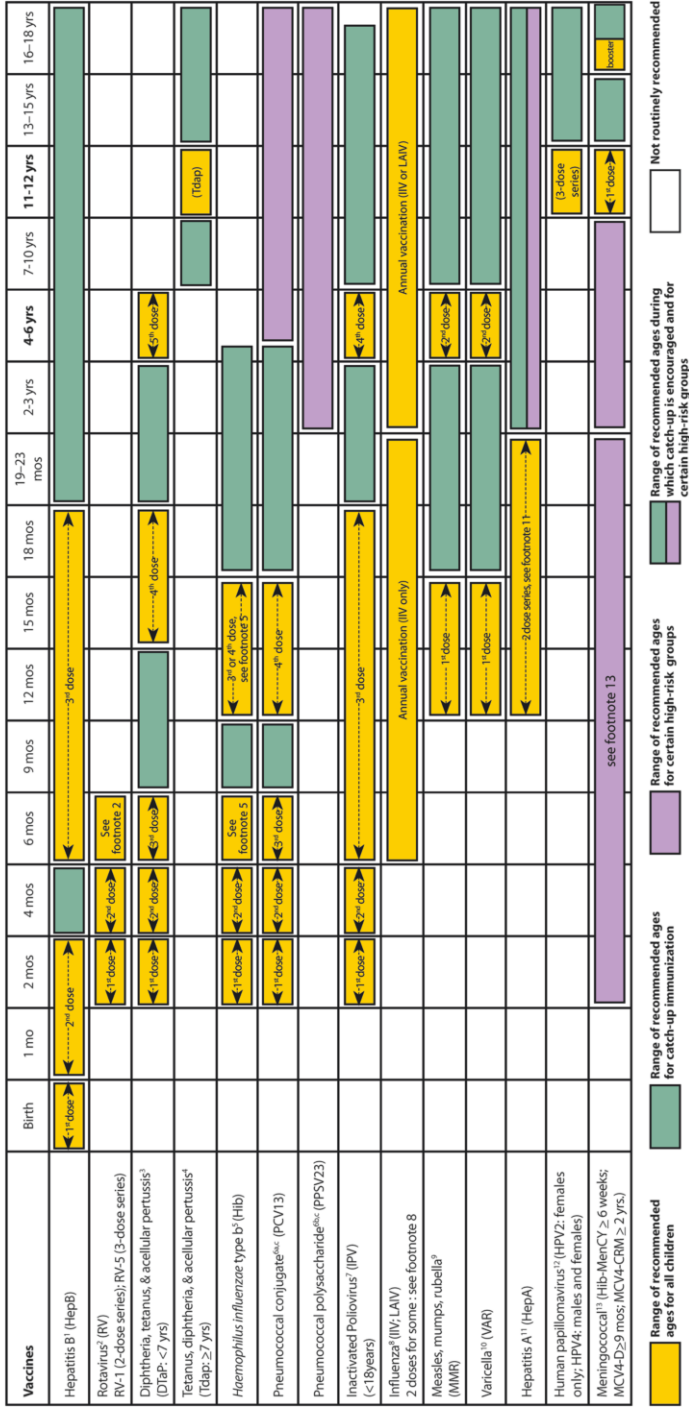 Vaccines Birth 1 mo 2 mos 4 mos 6 mos 9 mos 12 mos 15 mos 18 mos 19–23 mos 2-3 yrs 4-6 yrs 7-10 yrs 11-12 yrs 13–15 yrs 16–18 yrs
Hepatitis B¹ (HepB) 1ˢᵗ dose 2ⁿᵈ dose 3ʳᵈ dose
Rotavirus² (RV)
RV-1 (2-dose series); RV-5 (3-dose series) 1ˢᵗ dose 2ⁿᵈ dose See footnote 2
Diphtheria, tetanus, & acellular pertussis³
(DTaP: <7 yrs) 1ˢᵗ dose 2ⁿᵈ dose 3ʳᵈ dose 4ᵗʰ dose 5ᵗʰ dose
Tetanus, diphtheria, & acellular pertussis⁴
(Tdap: ≥7 yrs) (Tdap)
Haemophilus influenzae type b⁵ (Hib) 1ˢᵗ dose 2ⁿᵈ dose See footnote 5 3ʳᵈ or 4ᵗʰ dose, see footnote 5
Pneumococcal conjugate⁶ᵃ,ᶜ (PCV13) 1ˢᵗ dose 2ⁿᵈ dose 3ʳᵈ dose 4ᵗʰ dose
Pneumococcal polysaccharide⁶ᵇ,ᶜ (PPSV23)
Inactivated Poliovirus⁷ (IPV)
(<18years) 1ˢᵗ dose 2ⁿᵈ dose 3ʳᵈ dose 4ᵗʰ dose
Influenza⁸ (IIV; LAIV)
2 doses for some : see footnote 8 Annual vaccination (IIV only) Annual vaccination (IIV or LAIV)
Measles, mumps, rubella⁹
(MMR) 1ˢᵗ dose 2ⁿᵈ dose
Varicella¹⁰ (VAR) 1ˢᵗ dose 2ⁿᵈ dose
Hepatitis A¹¹ (HepA) 2 dose series, see footnote 11
Human papillomavirus¹² (HPV2: females
only; HPV4: males and females) (3-dose series)
Meningococcal¹³ (Hib-MenCY ≥ 6 weeks;
MCV4-D≥9 mos; MCV4-CRM ≥ 2 yrs.) see footnote 13 1ˢᵗ dose booster
Range of recommended
ages for all children
Range of recommended ages
for catch-up immunization
Range of recommended ages
for certain high-risk groups
Range of recommended ages during
which catch-up is encouraged and for
certain high-risk groups
Not routinely recommended